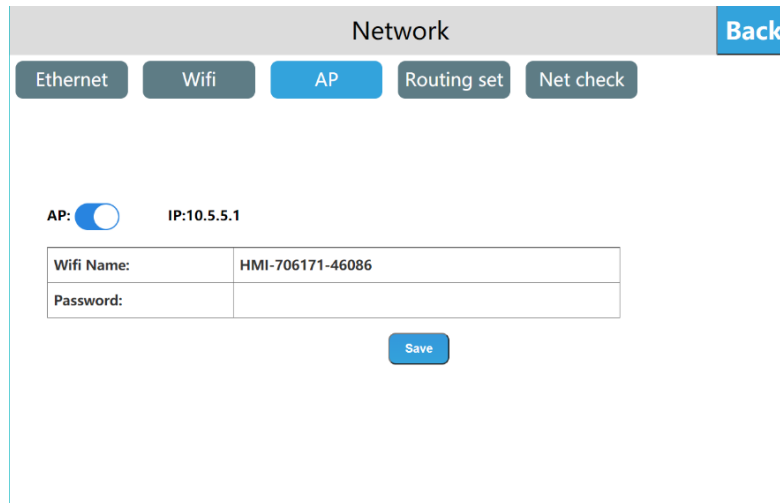 Network Back
Ethernet Wifi AP Routing set Net check
AP: IP:10.5.5.1
Wifi Name: HMI-706171-46086
Password:
Save